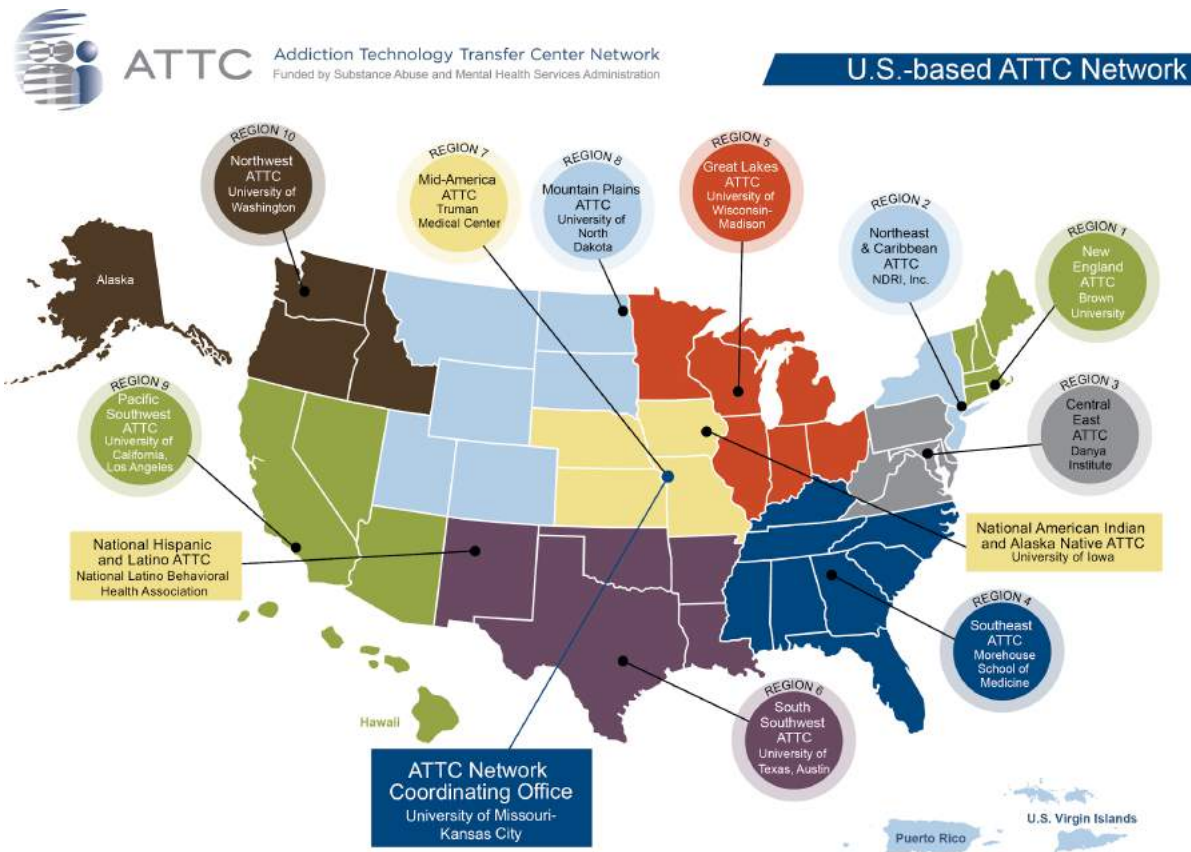 ATTC
Addiction Technology Transfer Center Network
Funded by Substance Abuse and Mental Health Services Administration
U.S.-based ATTC Network
REGION 10
Northwest
ATTC
University of
Washington
REGION 7
Mid-America
ATTC
Truman
Medical Center
REGION 8
Mountain Plains
ATTC
University of
North
Dakota
REGION 5
Great Lakes
ATTC
University of
Wisconsin-
Madison
REGION 2
Northeast
& Caribbean
ATTC
NDRI, Inc.
REGION 1
New
England
ATTC
Brown
University
Alaska
REGION 9
Pacific
Southwest
ATTC
University of
California,
Los Angeles
REGION 3
Central
East
ATTC
Danya
Institute
National Hispanic
and Latino ATTC
National Latino Behavioral
Health Association
National American Indian
and Alaska Native ATTC
University of Iowa
REGION 4
Southeast
ATTC
Morehouse
School of
Medicine
REGION 6
South
Southwest
ATTC
University of
Texas, Austin
Hawaii
ATTC Network
Coordinating Office
University of Missouri-
Kansas City
U.S. Virgin Islands
Puerto Rico